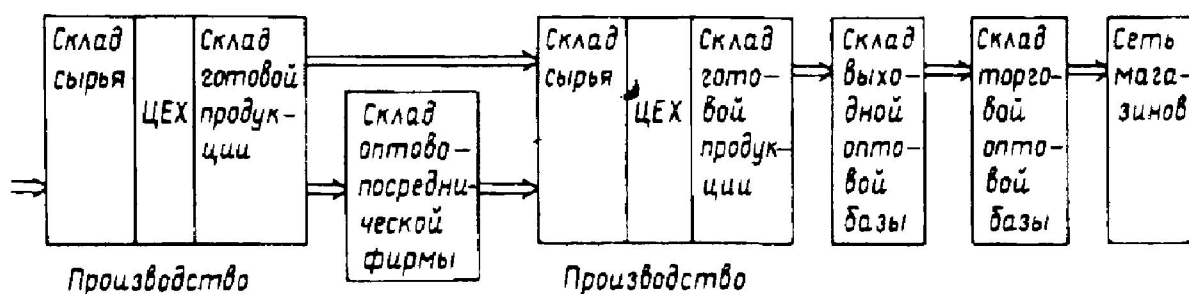 Склад
сырья
ЦЕХ
Склад
готовой
продук-
ции
Склад
оптово-
посредни-
ческой
фирмы
Склад
сырья
ЦЕХ
Склад
гото-
вой
продук-
ции
Склад
выхо-
дной
опто-
вой
базы
Склад
торго-
вой
опто-
вой
базы
Сеть
мага-
зинов
Производство
Производство